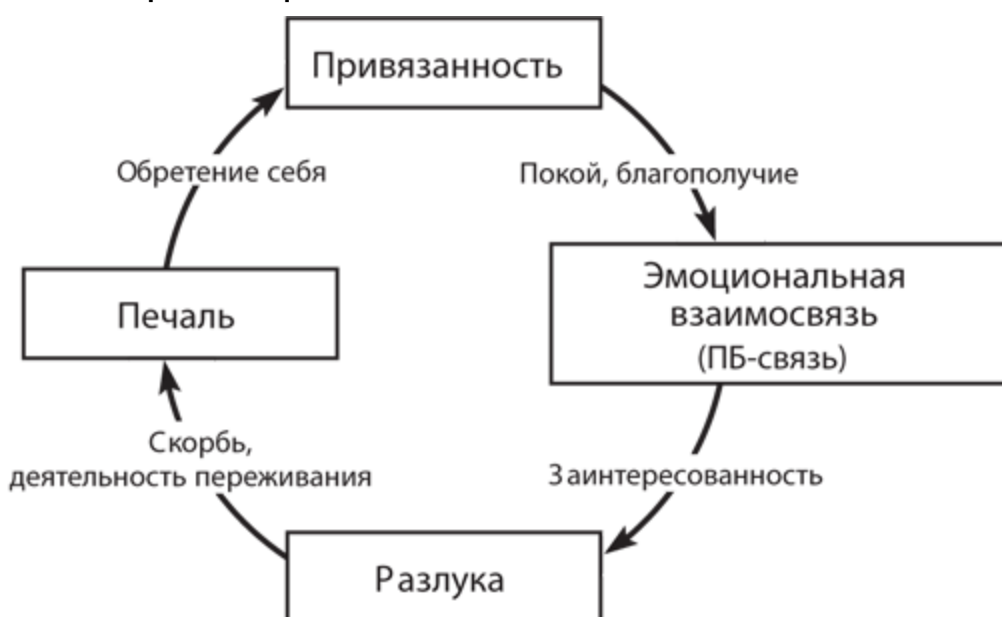 Привязанность
Обретение себя
Покой, благополучие
Эмоциональная
взаимосвязь
(ПБ-связь)
Печаль
Скорбь,
деятельность переживания
Заинтересованность
Разлука